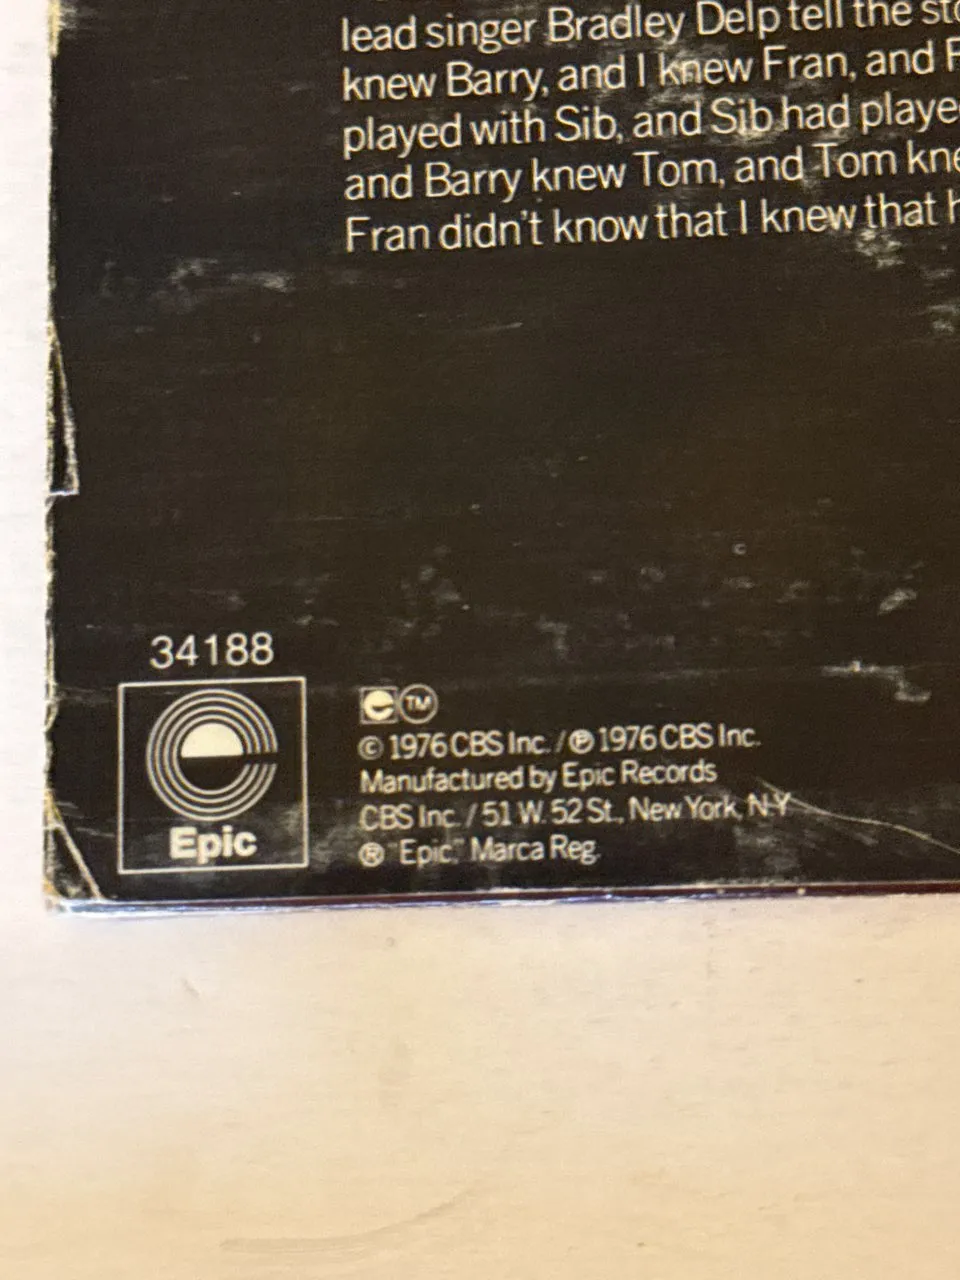 lead singer Bradley Delp tell the
knew Barry, and I knew Fran, and
played with Sib, and Sib had
and Barry knew Tom, and Tom
Fran didn't know that I knew that
34188
e TM
© 1976 CBS Inc. / ℗ 1976 CBS Inc.
Manufactured by Epic Records
CBS Inc. / 51 W. 52 St., New York, N.Y.
® "Epic," Marca Reg.
Epic